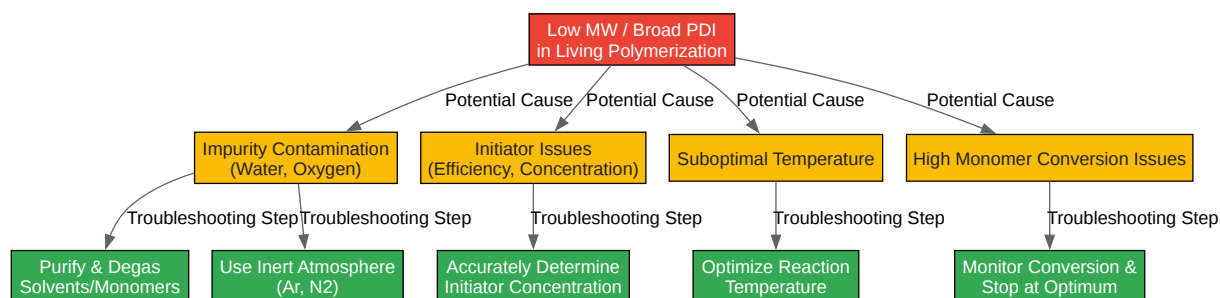 Low MW / Broad PDI
in Living Polymerization
Potential Cause
Potential Cause
Potential Cause
Potential Cause
Impurity Contamination
(Water, Oxygen)
Initiator Issues
(Efficiency, Concentration)
Suboptimal Temperature
High Monomer Conversion Issues
Troubleshooting Step
Troubleshooting Step
Troubleshooting Step
Troubleshooting Step
Troubleshooting Step
Purify & Degas
Solvents/Monomers
Use Inert Atmosphere
(Ar, N2)
Accurately Determine
Initiator Concentration
Optimize Reaction
Temperature
Monitor Conversion &
Stop at Optimum